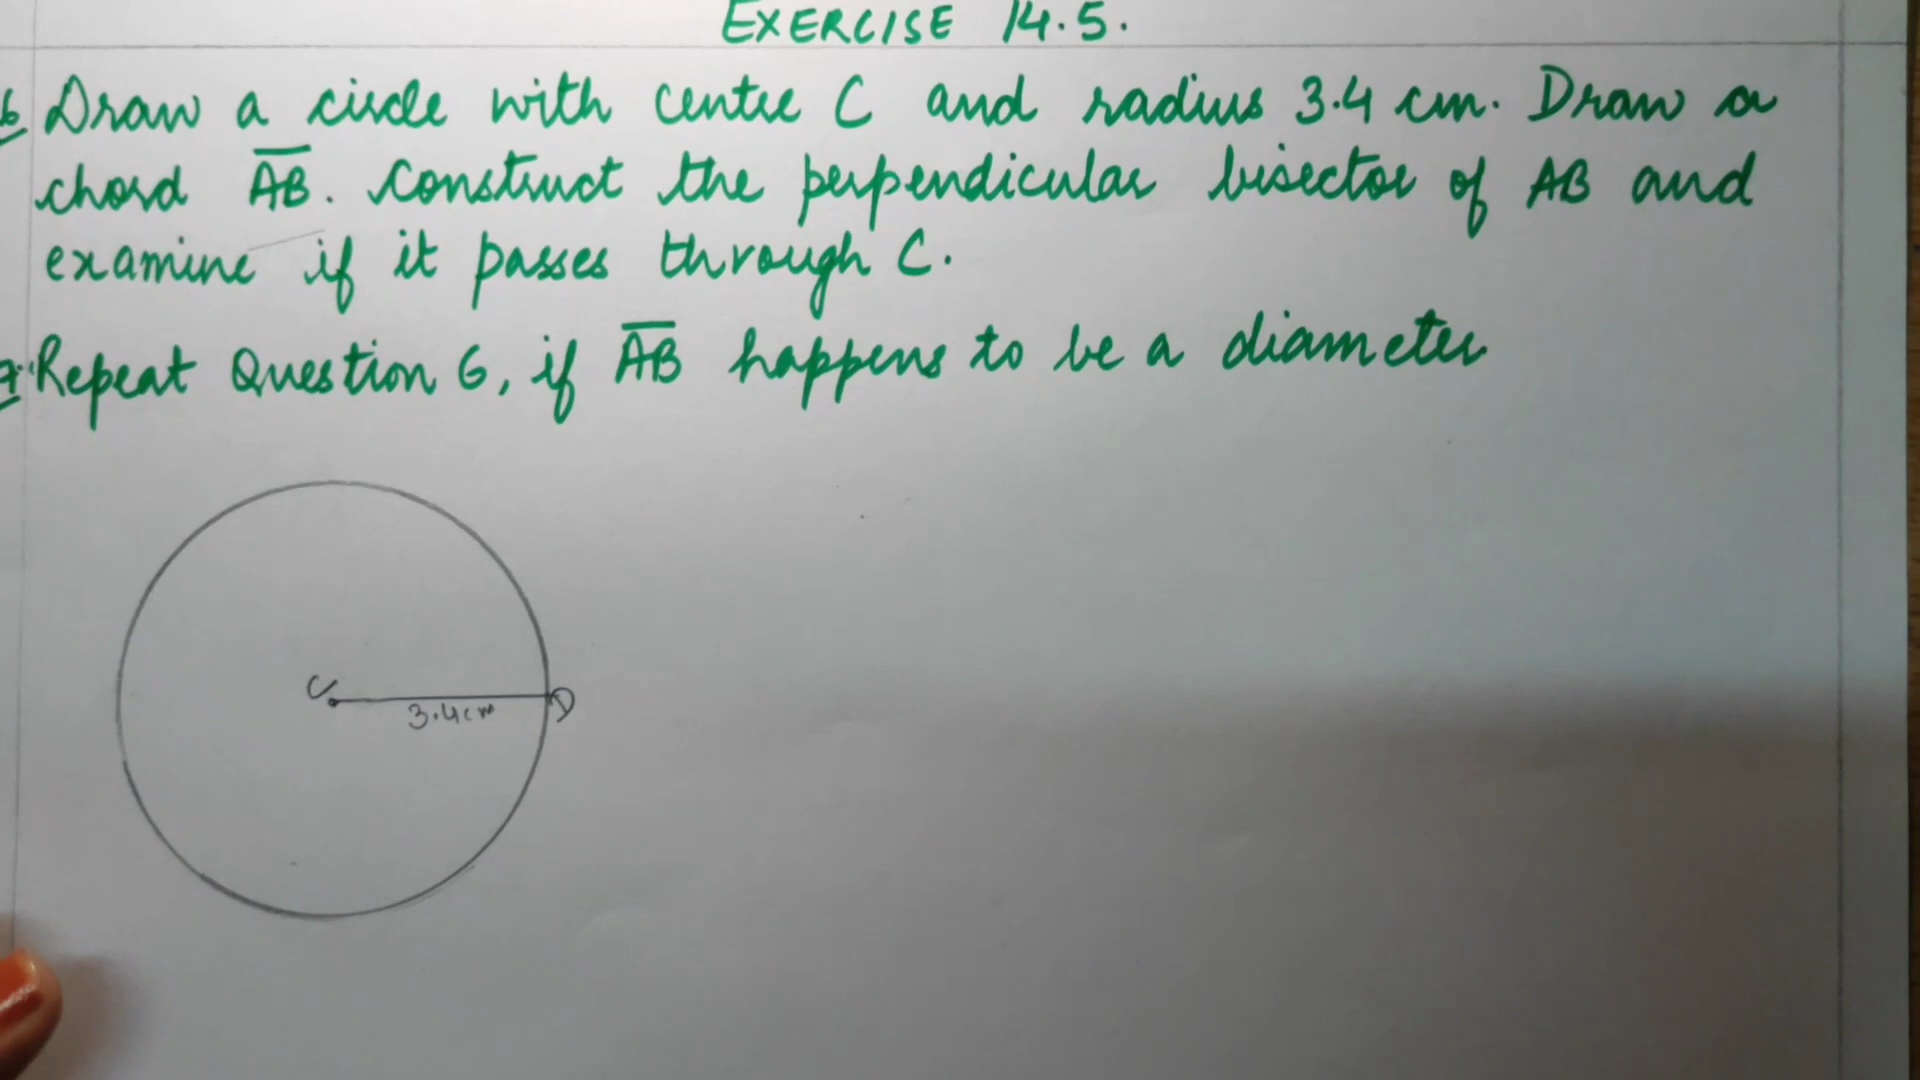 EXERCISE 14.5.
6 Draw a circle with centre C and radius 3.4 cm. Draw a
chord AB. Construct the perpendicular bisector of AB and
examine if it passes through C.
7. Repeat Question 6, if AB happens to be a diameter
C
D
3.4cm